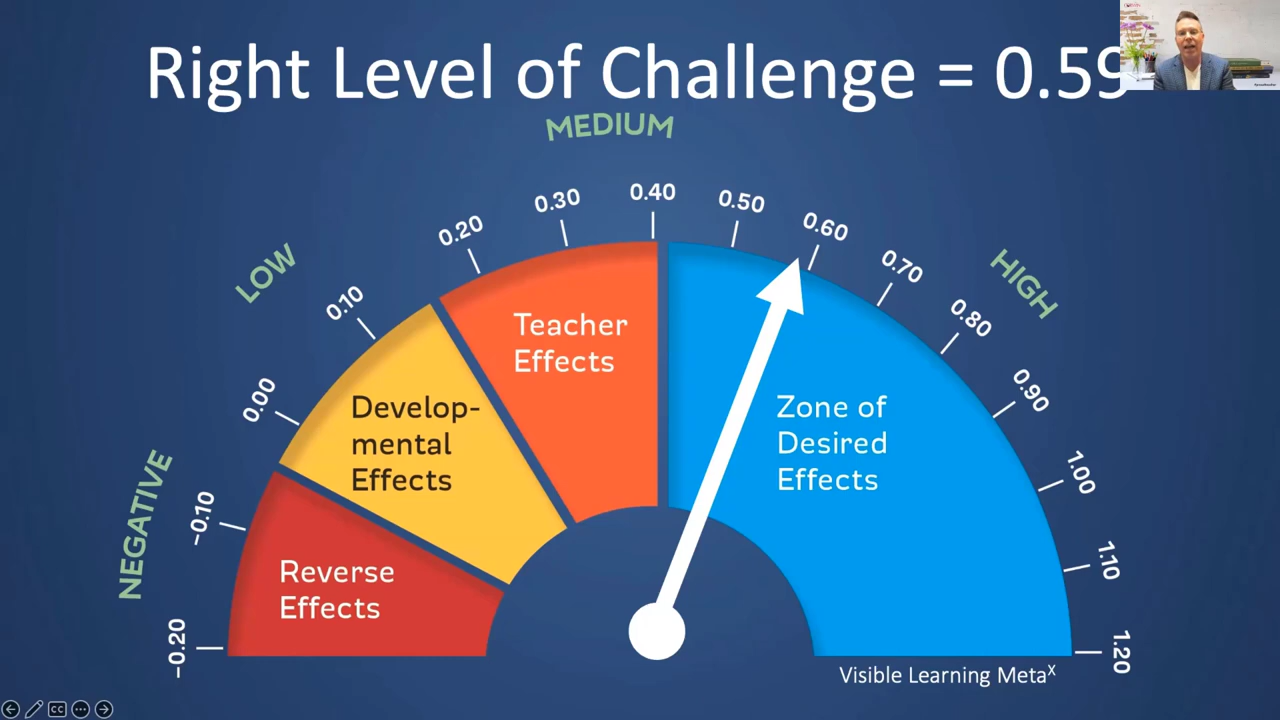 Right Level of Challenge = 0.59
MEDIUM
LOW
HIGH
NEGATIVE
-0.20
-0.10
0.00
0.10
0.20
0.30
0.40
0.50
0.60
0.70
0.80
0.90
1.00
1.10
1.20
Reverse
Effects
Develop-
mental
Effects
Teacher
Effects
Zone of
Desired
Effects
Visible Learning Metaˣ
CC